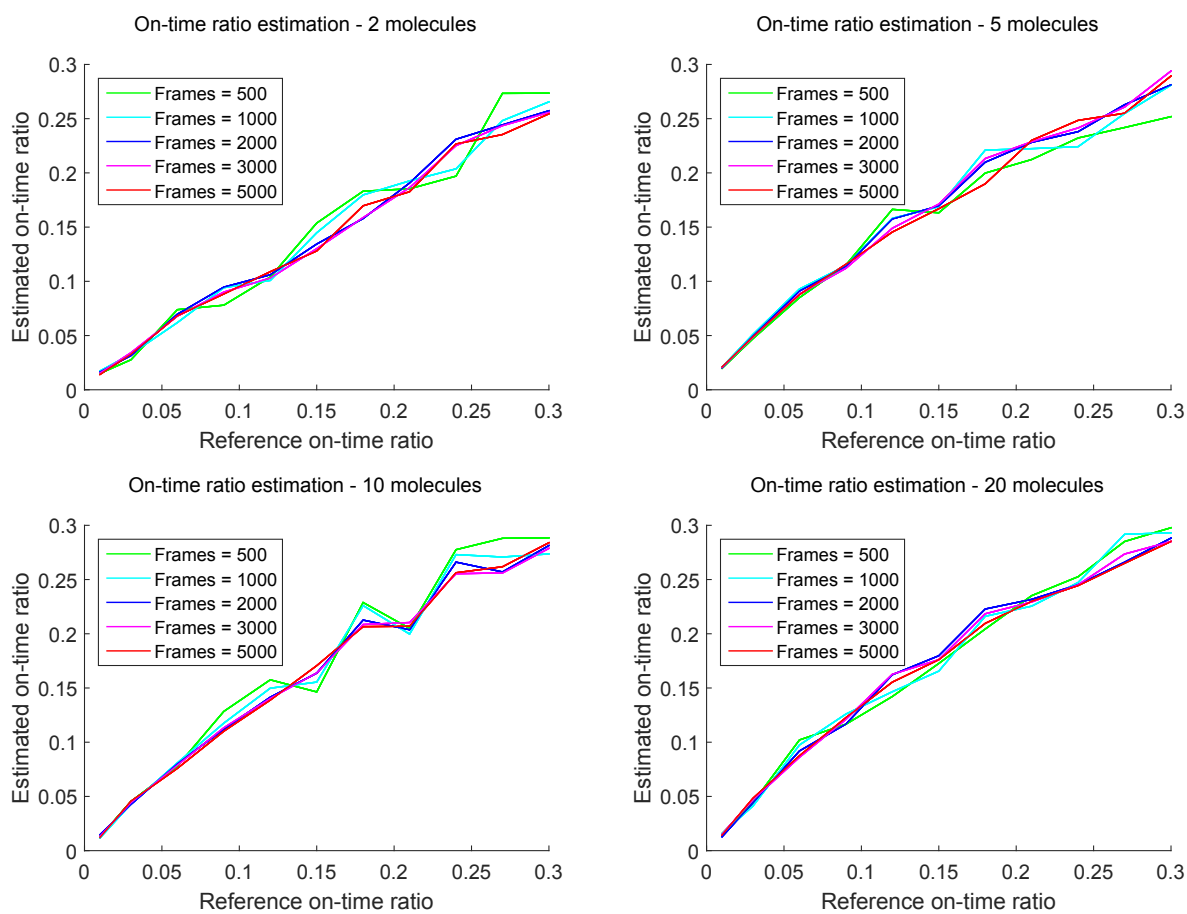 On-time ratio estimation - 2 molecules
0.3
0.25
0.2
0.15
0.1
0.05
0
Estimated on-time ratio
Frames = 500
Frames = 1000
Frames = 2000
Frames = 3000
Frames = 5000
0 0.05 0.1 0.15 0.2 0.25 0.3
Reference on-time ratio
On-time ratio estimation - 5 molecules
0.3
0.25
0.2
0.15
0.1
0.05
0
Estimated on-time ratio
Frames = 500
Frames = 1000
Frames = 2000
Frames = 3000
Frames = 5000
0 0.05 0.1 0.15 0.2 0.25 0.3
Reference on-time ratio
On-time ratio estimation - 10 molecules
0.3
0.25
0.2
0.15
0.1
0.05
0
Estimated on-time ratio
Frames = 500
Frames = 1000
Frames = 2000
Frames = 3000
Frames = 5000
0 0.05 0.1 0.15 0.2 0.25 0.3
Reference on-time ratio
On-time ratio estimation - 20 molecules
0.3
0.25
0.2
0.15
0.1
0.05
0
Estimated on-time ratio
Frames = 500
Frames = 1000
Frames = 2000
Frames = 3000
Frames = 5000
0 0.05 0.1 0.15 0.2 0.25 0.3
Reference on-time ratio